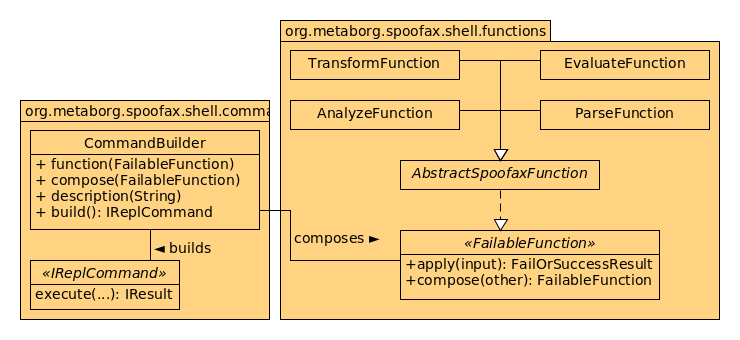 org.metaborg.spoofax.shell.functions
TransformFunction
EvaluateFunction
AnalyzeFunction
ParseFunction
AbstractSpoofaxFunction
«FailableFunction»
+apply(input): FailOrSuccessResult
+compose(other): FailableFunction
composes ►
org.metaborg.spoofax.shell.comma
CommandBuilder
+ function(FailableFunction)
+ compose(FailableFunction)
+ description(String)
+ build(): IReplCommand
◄ builds
«IReplCommand»
execute(...): IResult